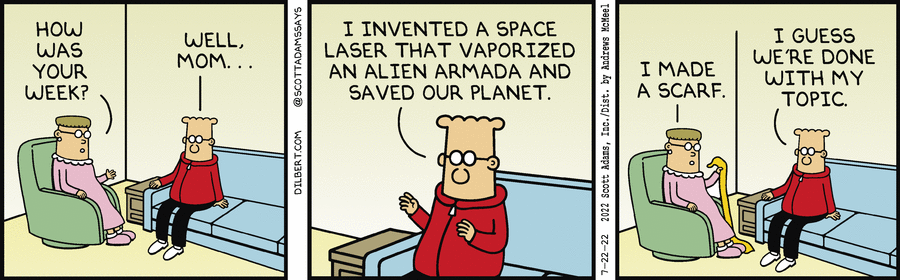 HOW
WAS
YOUR
WEEK?
WELL,
MOM...
DILBERT.COM @SCOTTADAMSSAYS
I INVENTED A SPACE
LASER THAT VAPORIZED
AN ALIEN ARMADA AND
SAVED OUR PLANET.
7-22-22 2022 Scott Adams, Inc./Dist. by Andrews McMeel
I MADE
A SCARF.
I GUESS
WE'RE DONE
WITH MY
TOPIC.